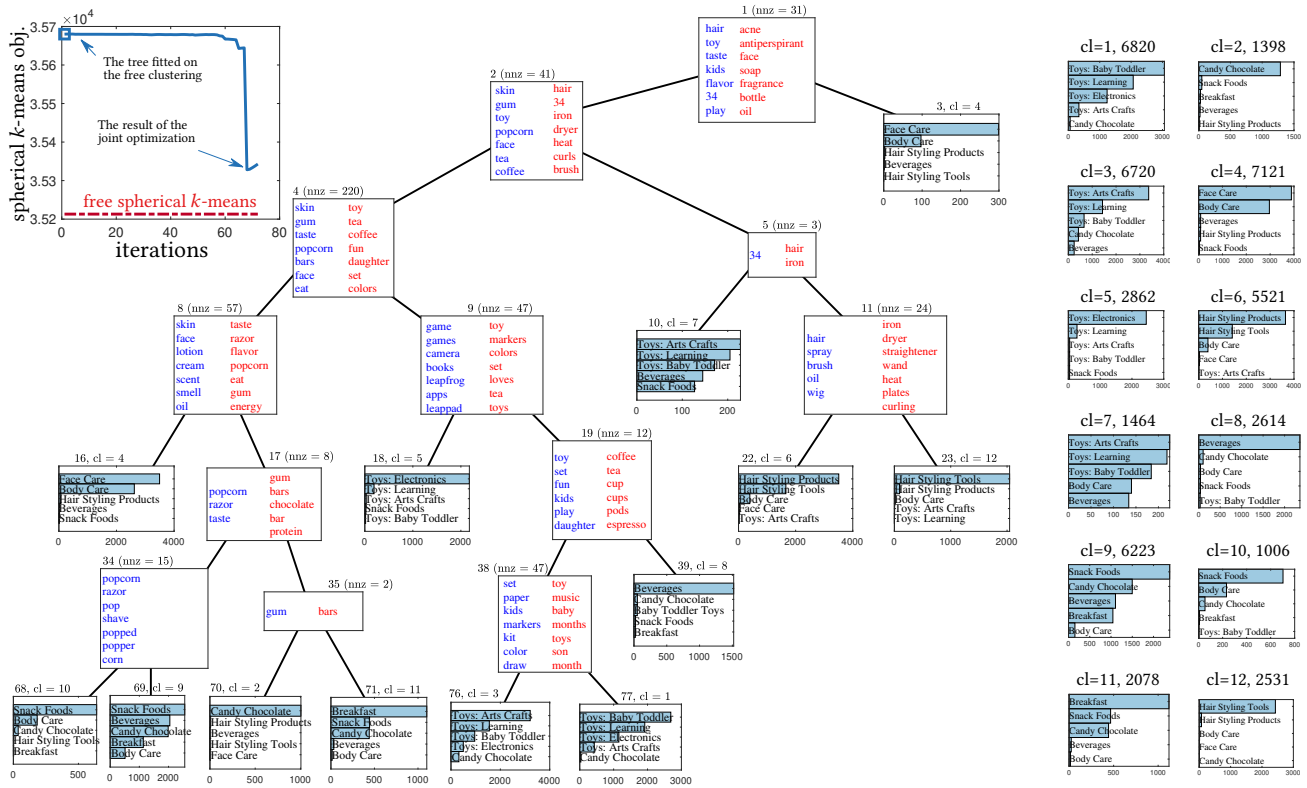 ×10⁴
3.57
3.56
3.55
3.54
3.53
3.52
spherical k-means obj.
The tree fitted on
the free clustering
The result of the
joint optimization
free spherical k-means
0 20 40 60 80
iterations
1 (nnz = 31)
hair acne
toy antiperspirant
taste face
kids soap
flavor fragrance
34 bottle
play oil
2 (nnz = 41)
skin hair
gum 34
toy iron
popcorn dryer
face heat
tea curls
coffee brush
3, cl = 4
Face Care
Body Care
Hair Styling Products
Beverages
Hair Styling Tools
0 100 200 300
4 (nnz = 220)
skin toy
gum tea
taste coffee
popcorn fun
bars daughter
face set
eat colors
5 (nnz = 3)
34 hair
iron
8 (nnz = 57)
skin taste
face razor
lotion flavor
cream popcorn
scent eat
smell gum
oil energy
9 (nnz = 47)
game toy
games markers
camera colors
books set
leapfrog loves
apps tea
leappad toys
10, cl = 7
Toys: Arts Crafts
Toys: Learning
Toys: Baby Toddler
Beverages
Snack Foods
0 100 200
11 (nnz = 24)
iron
hair dryer
spray straightener
brush wand
oil heat
wig plates
curling
16, cl = 4
Face Care
Body Care
Hair Styling Products
Beverages
Snack Foods
0 2000 4000
17 (nnz = 8)
gum
popcorn bars
razor chocolate
taste bar
protein
18, cl = 5
Toys: Electronics
Toys: Learning
Toys: Arts Crafts
Snack Foods
Toys: Baby Toddler
0 1000 2000
19 (nnz = 12)
toy coffee
set tea
fun cup
kids cups
play pods
daughter espresso
22, cl = 6
Hair Styling Products
Hair Styling Tools
Body Care
Face Care
Toys: Arts Crafts
0 2000 4000
23, cl = 12
Hair Styling Tools
Hair Styling Products
Body Care
Toys: Arts Crafts
Toys: Learning
0 1000 2000
34 (nnz = 15)
popcorn
razor
pop
shave
popped
popper
corn
35 (nnz = 2)
gum bars
38 (nnz = 47)
set toy
paper music
kids baby
markers months
kit toys
color son
draw month
39, cl = 8
Beverages
Candy Chocolate
Baby Toddler Toys
Snack Foods
Breakfast
0 500 1000 1500
68, cl = 10
Snack Foods
Body Care
Candy Chocolate
Hair Styling Tools
Breakfast
0 500
69, cl = 9
Snack Foods
Beverages
Candy Chocolate
Breakfast
Body Care
0 1000 2000
70, cl = 2
Candy Chocolate
Hair Styling Products
Beverages
Hair Styling Tools
Face Care
0 500 1000
71, cl = 11
Breakfast
Snack Foods
Candy Chocolate
Beverages
Body Care
0 500 1000
76, cl = 3
Toys: Arts Crafts
Toys: Learning
Toys: Baby Toddler
Toys: Electronics
Candy Chocolate
0 2000 4000
77, cl = 1
Toys: Baby Toddler
Toys: Learning
Toys: Electronics
Toys: Arts Crafts
Candy Chocolate
0 1000 2000 3000
cl=1, 6820
Toys: Baby Toddler
Toys: Learning
Toys: Electronics
Toys: Arts Crafts
Candy Chocolate
0 1000 2000 3000
cl=2, 1398
Candy Chocolate
Snack Foods
Breakfast
Beverages
Hair Styling Products
0 500 1000 1500
cl=3, 6720
Toys: Arts Crafts
Toys: Learning
Toys: Baby Toddler
Candy Chocolate
Beverages
0 1000 2000 3000 4000
cl=4, 7121
Face Care
Body Care
Beverages
Hair Styling Products
Snack Foods
0 1000 2000 3000 4000
cl=5, 2862
Toys: Electronics
Toys: Learning
Toys: Arts Crafts
Toys: Baby Toddler
Snack Foods
0 1000 2000 3000
cl=6, 5521
Hair Styling Products
Hair Styling Tools
Body Care
Face Care
Toys: Arts Crafts
0 1000 2000 3000 4000
cl=7, 1464
Toys: Arts Crafts
Toys: Learning
Toys: Baby Toddler
Body Care
Beverages
0 50 100 150 200
cl=8, 2614
Beverages
Candy Chocolate
Body Care
Snack Foods
Toys: Baby Toddler
0 500 1000 1500 2000
cl=9, 6223
Snack Foods
Candy Chocolate
Beverages
Breakfast
Body Care
0 500 1000 1500 2000
cl=10, 1006
Snack Foods
Body Care
Candy Chocolate
Breakfast
Toys: Baby Toddler
0 200 400 600 800
cl=11, 2078
Breakfast
Snack Foods
Candy Chocolate
Beverages
Body Care
0 500 1000
cl=12, 2531
Hair Styling Tools
Hair Styling Products
Body Care
Face Care
Candy Chocolate
0 1000 2000 3000